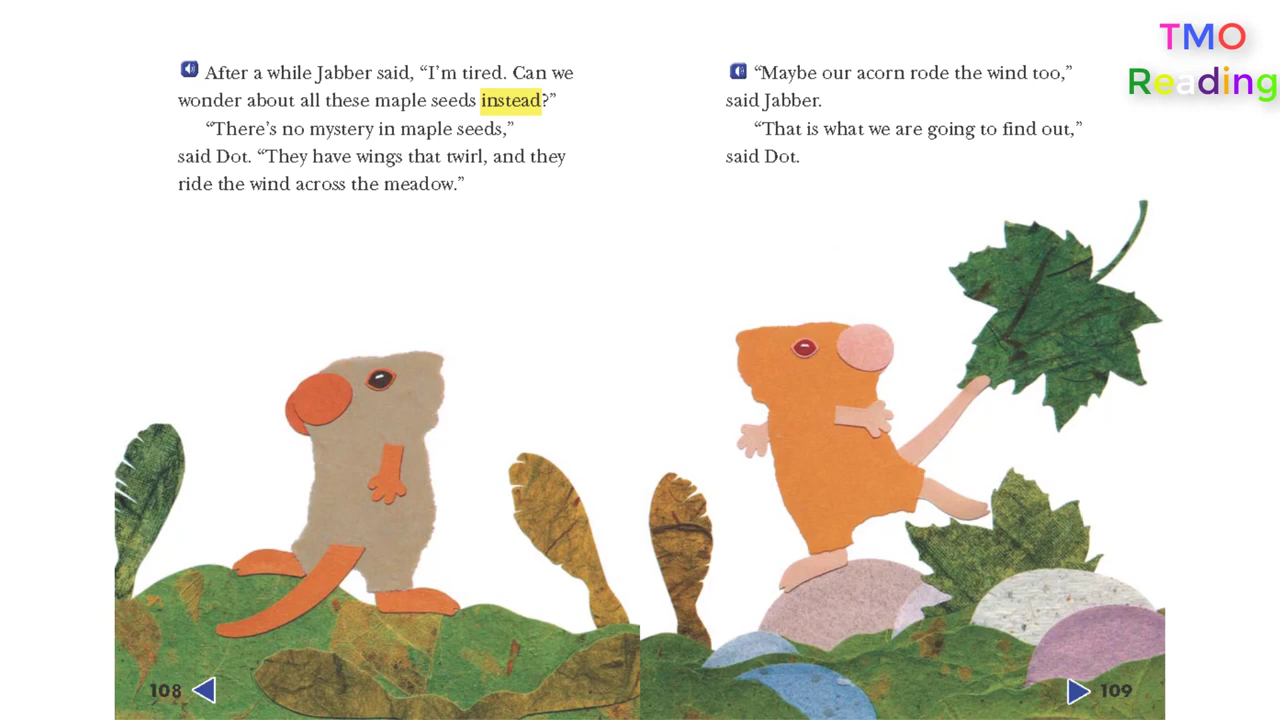 After a while Jabber said, “I’m tired. Can we
wonder about all these maple seeds instead?”
“There’s no mystery in maple seeds,”
said Dot. “They have wings that twirl, and they
ride the wind across the meadow.”
108
“Maybe our acorn rode the wind too,”
said Jabber.
“That is what we are going to find out,”
said Dot.
109
TMO
Reading